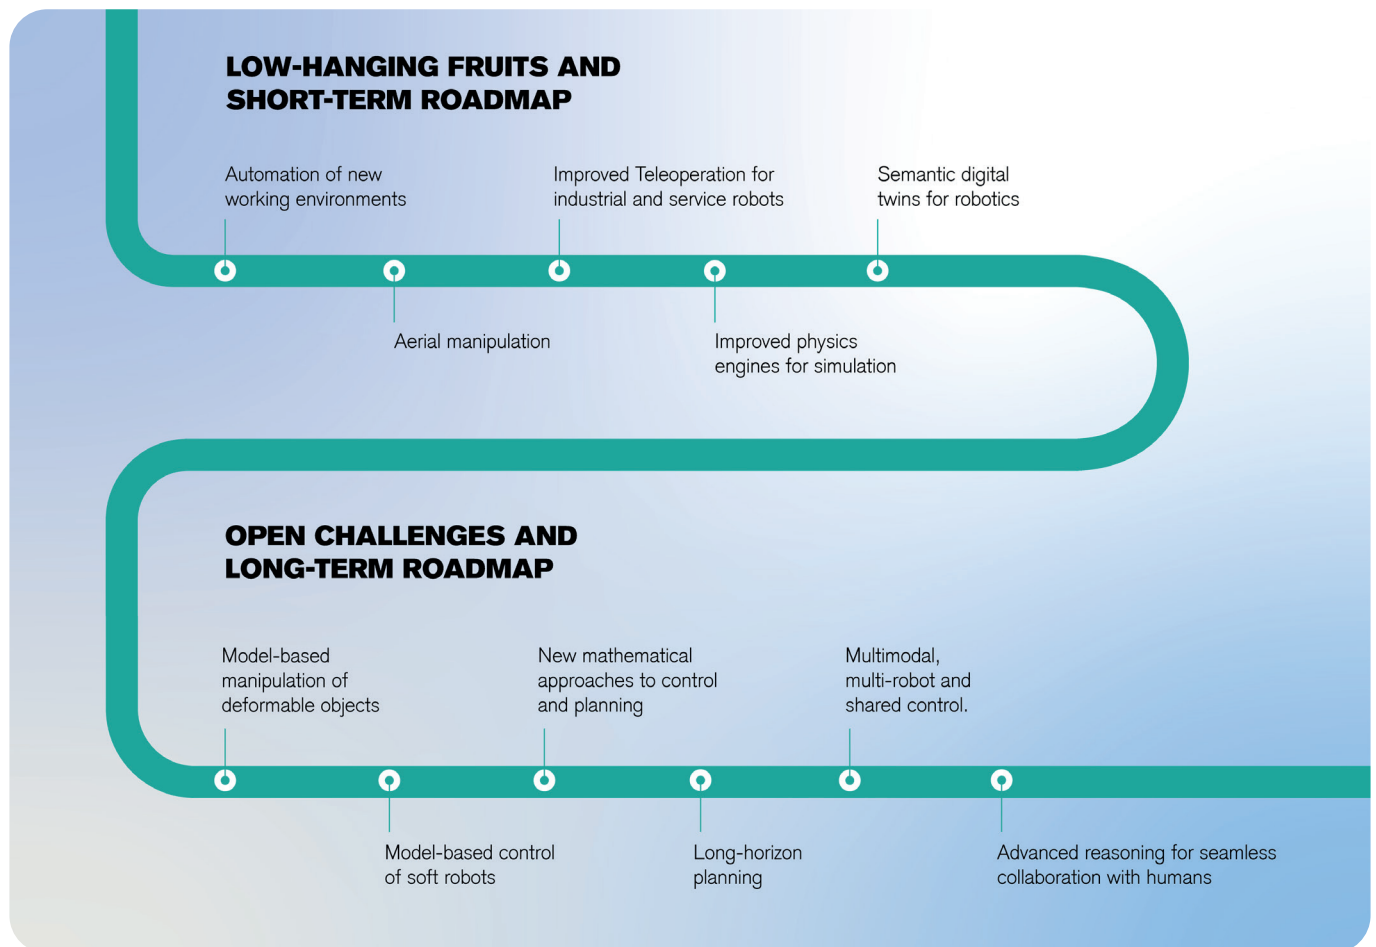 LOW-HANGING FRUITS AND
SHORT-TERM ROADMAP
Automation of new
working environments
Aerial manipulation
Improved Teleoperation for
industrial and service robots
Improved physics
engines for simulation
Semantic digital
twins for robotics
OPEN CHALLENGES AND
LONG-TERM ROADMAP
Model-based
manipulation of
deformable objects
Model-based control
of soft robots
New mathematical
approaches to control
and planning
Long-horizon
planning
Multimodal,
multi-robot and
shared control.
Advanced reasoning for seamless
collaboration with humans